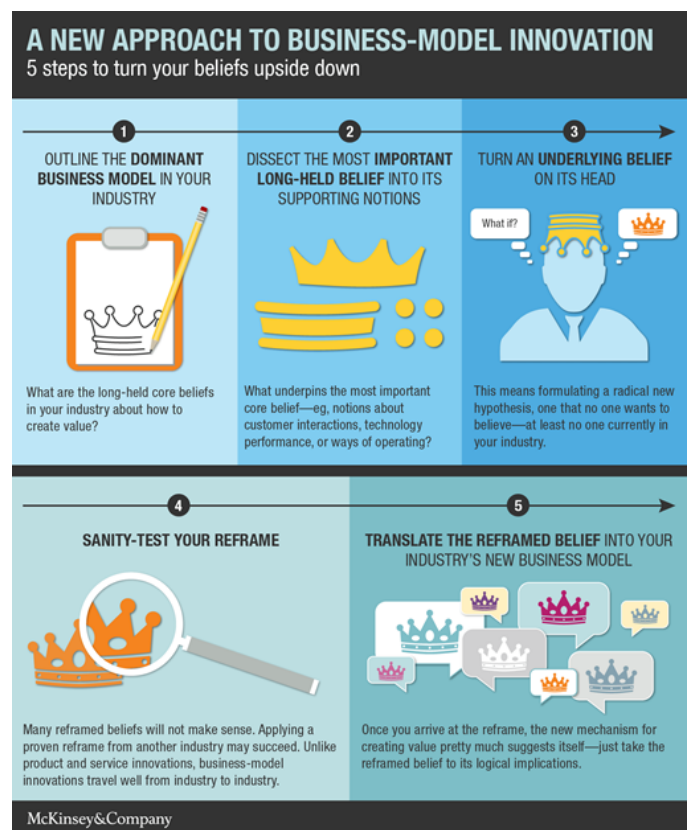 A NEW APPROACH TO BUSINESS-MODEL INNOVATION
5 steps to turn your beliefs upside down
1
OUTLINE THE DOMINANT
BUSINESS MODEL IN YOUR
INDUSTRY
What are the long-held core beliefs
in your industry about how to
create value?
2
DISSECT THE MOST IMPORTANT
LONG-HELD BELIEF INTO ITS
SUPPORTING NOTIONS
What underpins the most important
core belief—eg, notions about
customer interactions, technology
performance, or ways of operating?
3
TURN AN UNDERLYING BELIEF
ON ITS HEAD
What if?
This means formulating a radical new
hypothesis, one that no one wants to
believe—at least no one currently in
your industry.
4
SANITY-TEST YOUR REFRAME
Many reframed beliefs will not make sense. Applying a
proven reframe from another industry may succeed. Unlike
product and service innovations, business-model
innovations travel well from industry to industry.
5
TRANSLATE THE REFRAMED BELIEF INTO YOUR
INDUSTRY'S NEW BUSINESS MODEL
Once you arrive at the reframe, the new mechanism for
creating value pretty much suggests itself—just take the
reframed belief to its logical implications.
McKinsey&Company